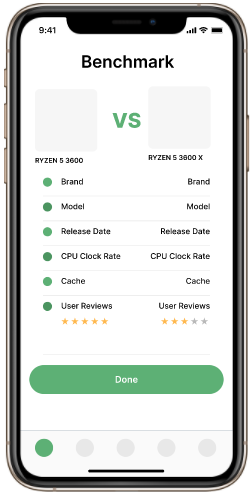 9:41
Benchmark
VS
RYZEN 5 3600
RYZEN 5 3600 X
Brand Brand
Model Model
Release Date Release Date
CPU Clock Rate CPU Clock Rate
Cache Cache
User Reviews User Reviews
Done